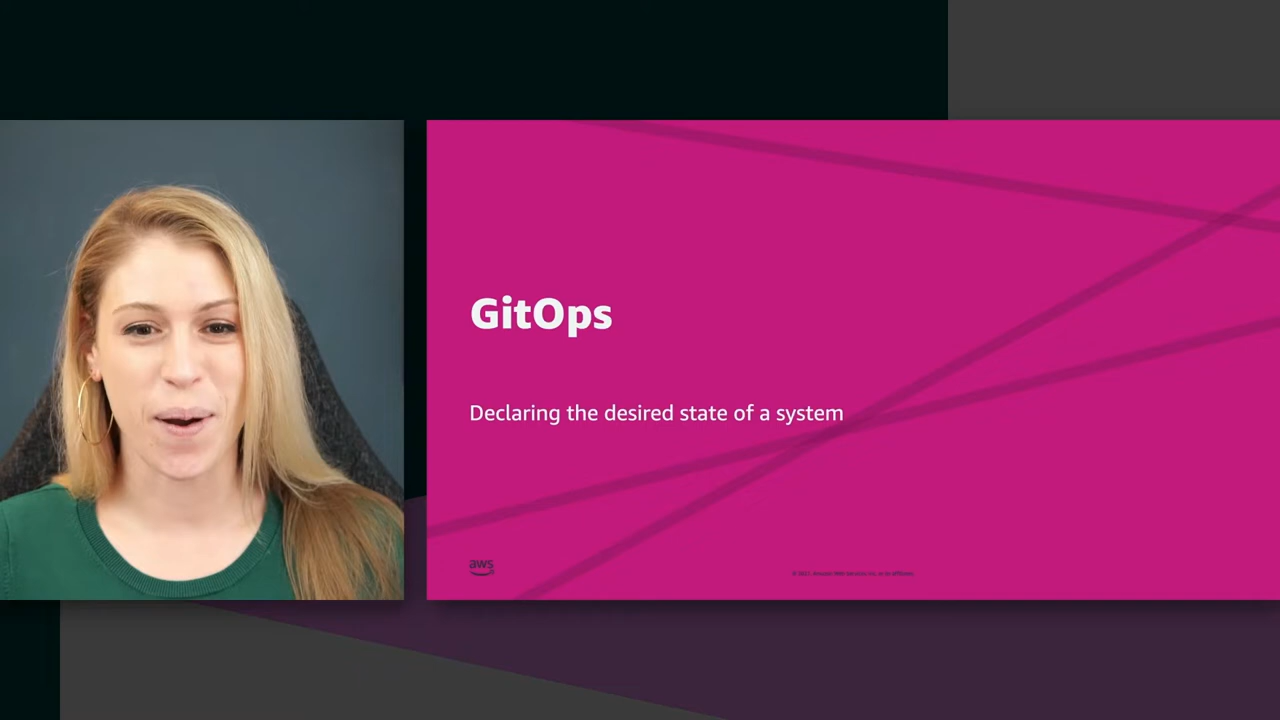 GitOps
Declaring the desired state of a system
aws